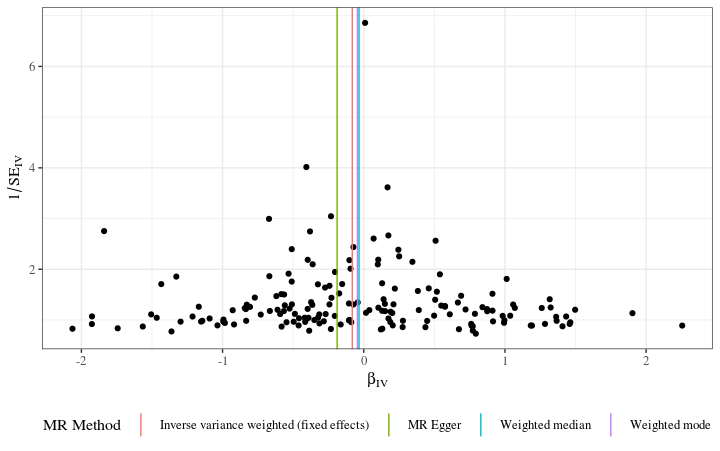 6
4
2
1/SE_IV
-2 -1 0 1 2
β_IV
MR Method Inverse variance weighted (fixed effects) MR Egger Weighted median Weighted mode